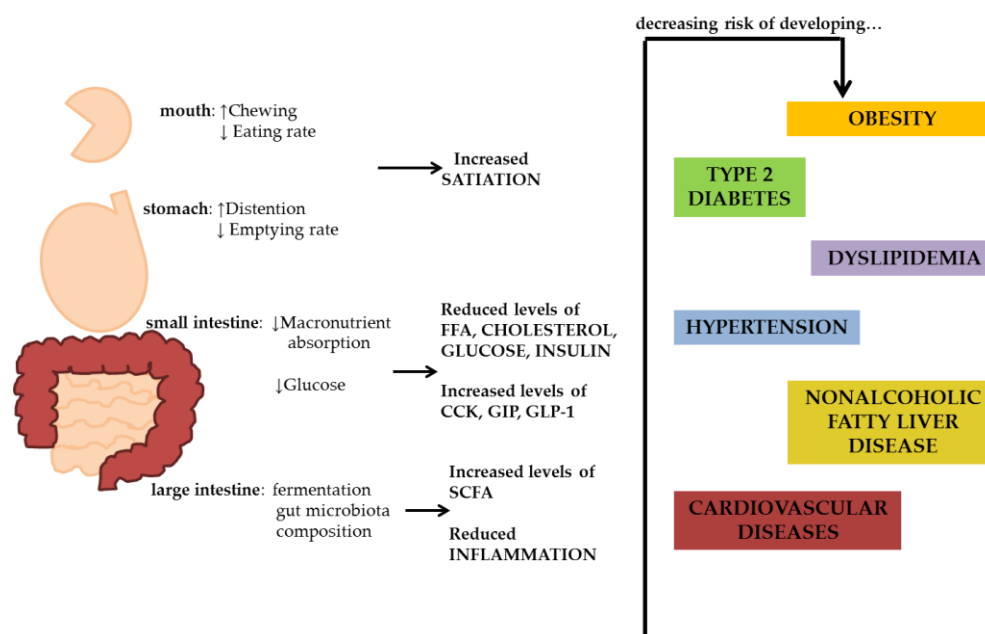 decreasing risk of developing…
mouth: ↑Chewing
↓ Eating rate
Increased
SATIATION
stomach: ↑Distention
↓ Emptying rate
small intestine: ↓Macronutrient
absorption
↓Glucose
Reduced levels of
FFA, CHOLESTEROL,
GLUCOSE, INSULIN
Increased levels of
CCK, GIP, GLP-1
large intestine: fermentation
gut microbiota
composition
Increased levels of
SCFA
Reduced
INFLAMMATION
OBESITY
TYPE 2
DIABETES
DYSLIPIDEMIA
HYPERTENSION
NONALCOHOLIC
FATTY LIVER
DISEASE
CARDIOVASCULAR
DISEASES